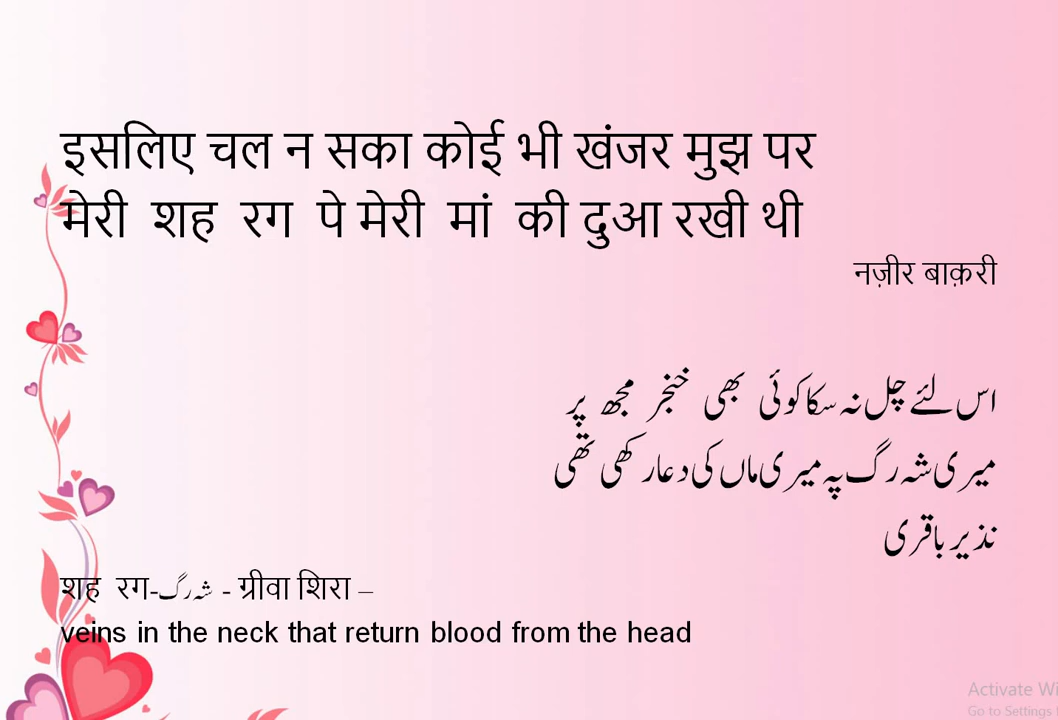 इसलिए चल न सका कोई भी खंजर मुझ पर
मेरी शह रग पे मेरी मां की दुआ रखी थी
नज़ीर बाक़री
اس لئے چل نہ سکا کوئی بھی خنجر مجھ پر
میری شہ رگ پہ میری ماں کی دعا رکھی تھی
نذیر باقری
शह रग-شہ رگ - ग्रीवा शिरा –
veins in the neck that return blood from the head
Activate Wi
Go to Settings